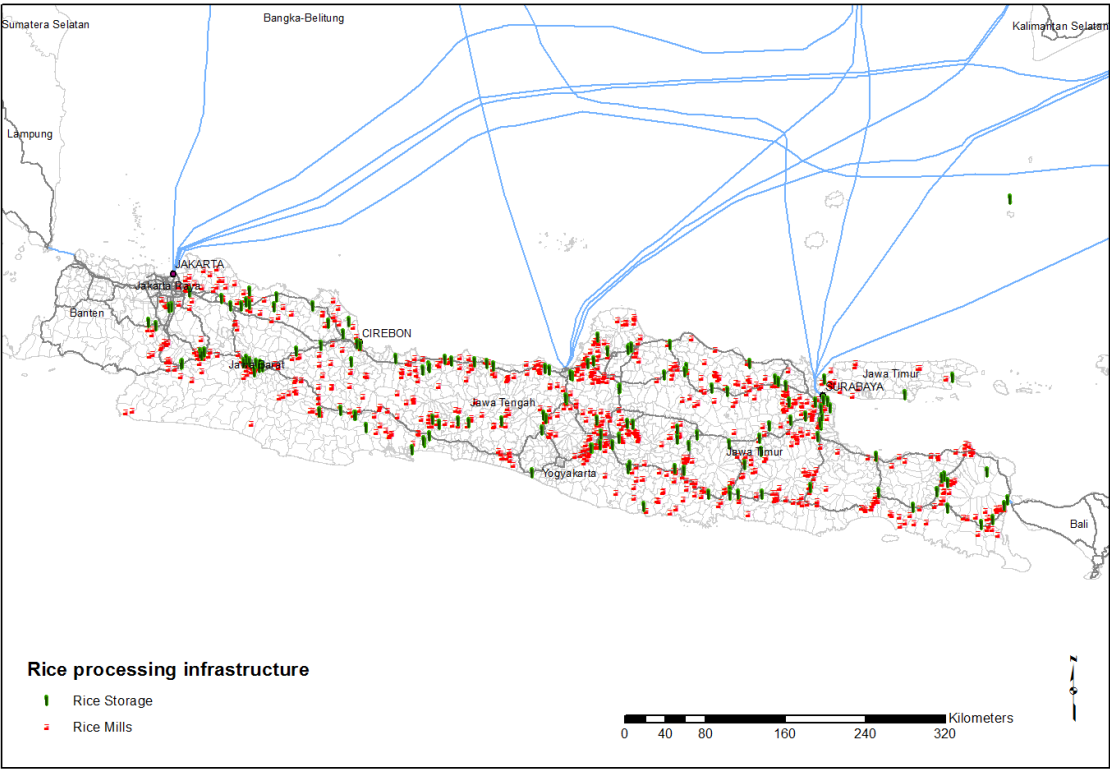 Bangka-Belitung
Sumatera Selatan
Kalimantan Selatan
Lampung
JAKARTA
Jakarta Raya
Banten
CIREBON
Jawa Barat
Jawa Timur
SURABAYA
Jawa Tengah
Jawa Timur
Yogyakarta
Bali
Rice processing infrastructure
Rice Storage
Rice Mills
N
Kilometers
0 40 80 160 240 320